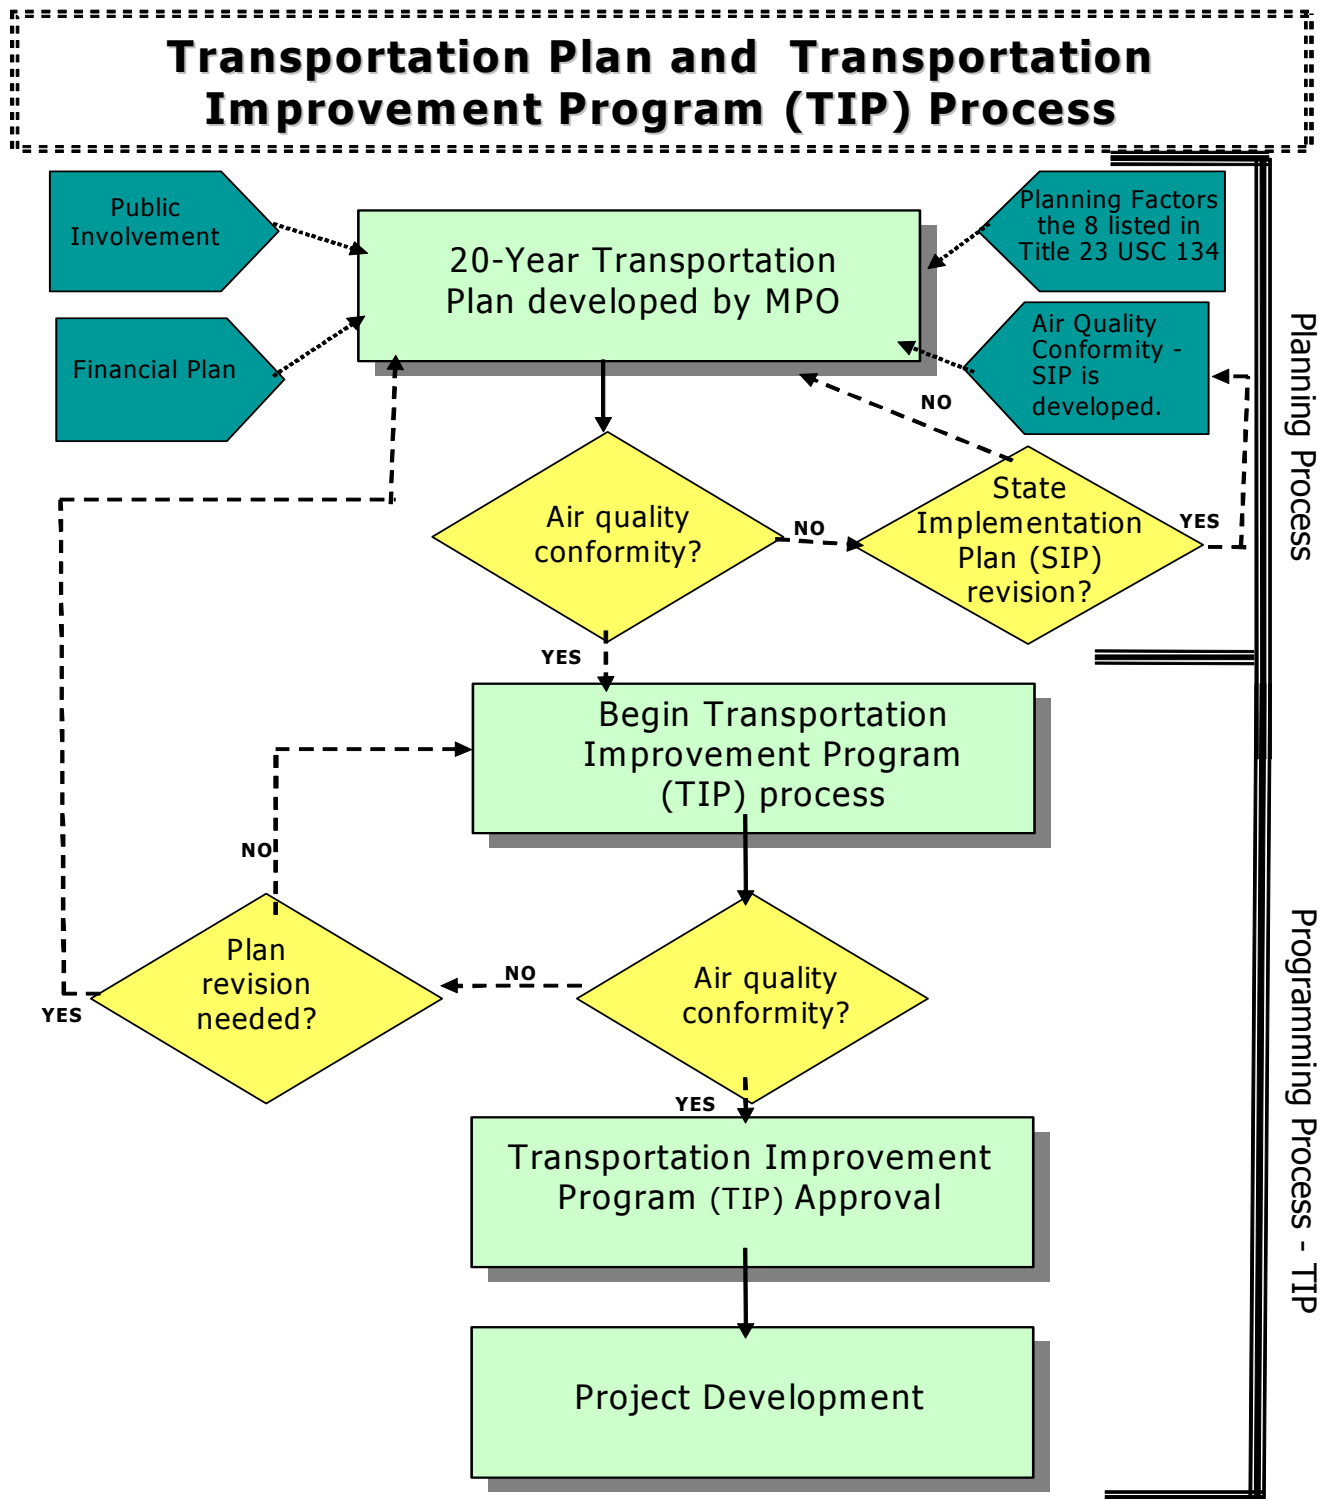 Transportation Plan and Transportation
Improvement Program (TIP) Process
Public
Involvement
20-Year Transportation
Plan developed by MPO
Planning Factors
the 8 listed in
Title 23 USC 134
Financial Plan
Air Quality
Conformity -
SIP is
developed.
NO
Planning Process
Air quality
conformity?
NO
State
Implementation
Plan (SIP)
revision?
YES
YES
Begin Transportation
Improvement Program
(TIP) process
NO
Plan
revision
needed?
YES
NO
Air quality
conformity?
YES
Programming Process - TIP
Transportation Improvement
Program (TIP) Approval
Project Development